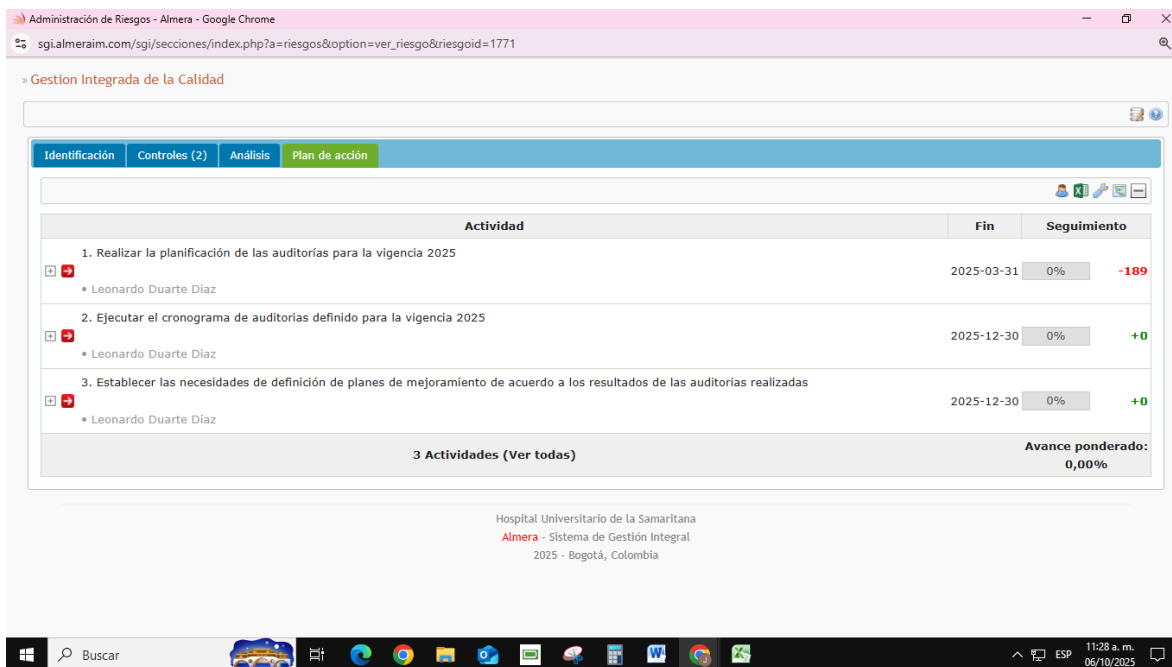 Administración de Riesgos - Almera - Google Chrome
sgi.almeraim.com/sgi/secciones/index.php?a=riesgos&option=ver_riesgo&riesgoid=1771
» Gestion Integrada de la Calidad
Identificación Controles (2) Análisis Plan de acción
Actividad Fin Seguimiento
1. Realizar la planificación de las auditorías para la vigencia 2025
2025-03-31 0% -189
• Leonardo Duarte Diaz
2. Ejecutar el cronograma de auditorias definido para la vigencia 2025
2025-12-30 0% +0
• Leonardo Duarte Diaz
3. Establecer las necesidades de definición de planes de mejoramiento de acuerdo a los resultados de las auditorias realizadas
2025-12-30 0% +0
• Leonardo Duarte Diaz
3 Actividades (Ver todas)
Avance ponderado:
0,00%
Hospital Universitario de la Samaritana
Almera - Sistema de Gestión Integral
2025 - Bogotá, Colombia
Buscar
ESP
11:28 a. m.
06/10/2025